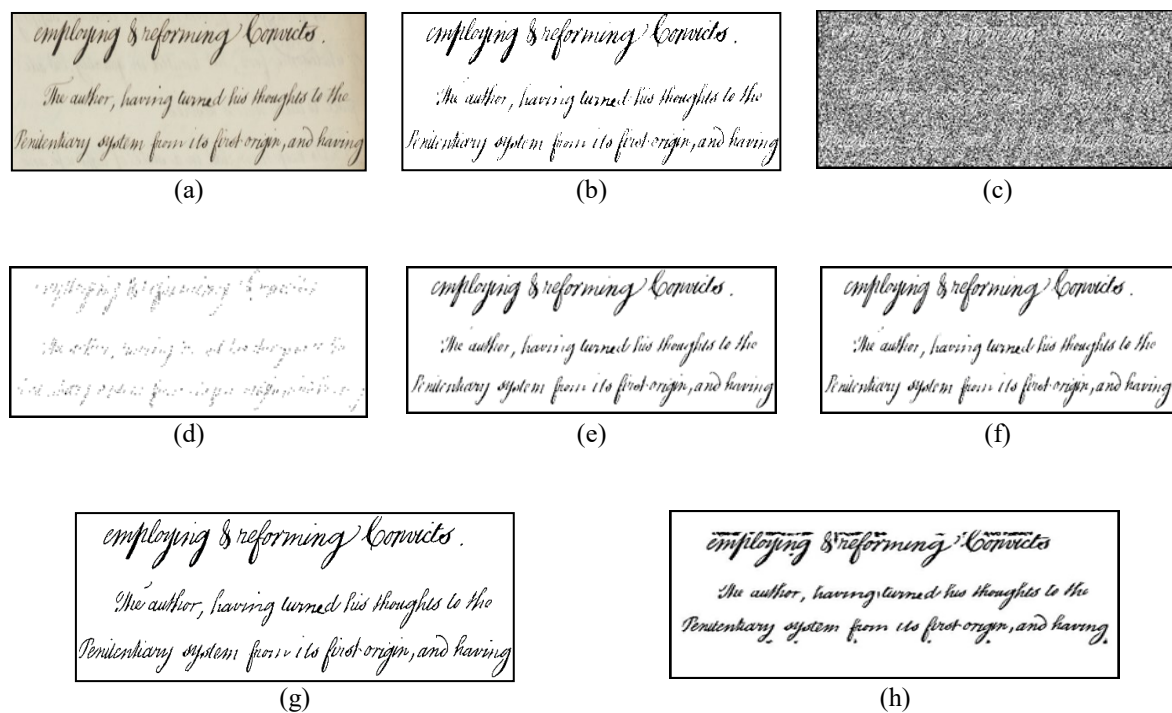 employing & reforming Convicts.
The author, having turned his thoughts to the
Penitentiary system from its first origin, and having
(a)
employing & reforming Convicts.
The author, having turned his thoughts to the
Penitentiary system from its first origin, and having
(b)
(c)
(d)
employing & reforming Convicts.
The author, having turned his thoughts to the
Penitentiary system from its first origin, and having
(e)
employing & reforming Convicts.
The author, having turned his thoughts to the
Penitentiary system from its first origin, and having
(f)
employing & reforming Convicts.
The author, having turned his thoughts to the
Penitentiary system from its first origin, and having
(g)
employing & reforming Convicts
The author, having turned his thoughts to the
Penitentiary system from its first origin, and having
(h)